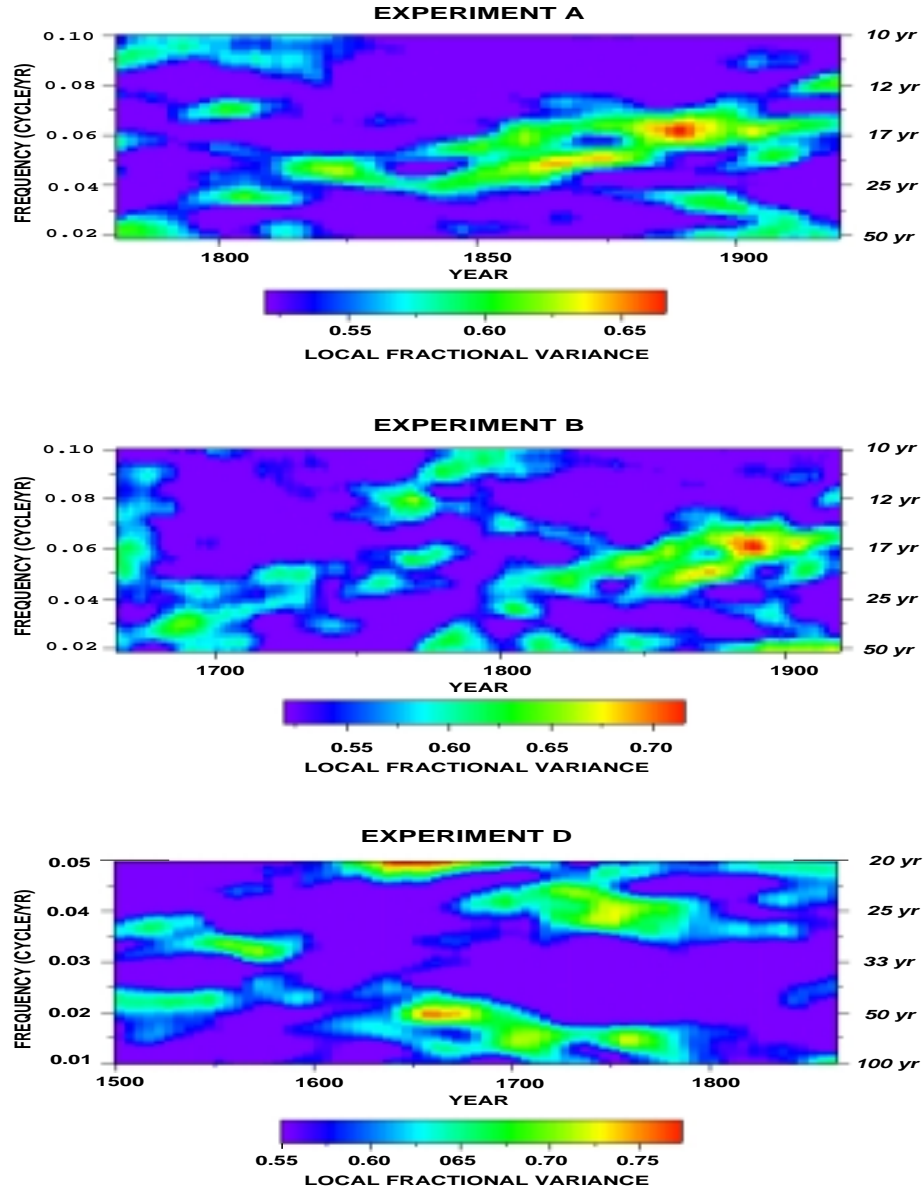 EXPERIMENT A
0.10 10 yr
0.08 12 yr
0.06 17 yr
0.04 25 yr
0.02 50 yr
FREQUENCY (CYCLE/YR)
1800 1850 1900
YEAR
0.55 0.60 0.65
LOCAL FRACTIONAL VARIANCE
EXPERIMENT B
0.10 10 yr
0.08 12 yr
0.06 17 yr
0.04 25 yr
0.02 50 yr
FREQUENCY (CYCLE/YR)
1700 1800 1900
YEAR
0.55 0.60 0.65 0.70
LOCAL FRACTIONAL VARIANCE
EXPERIMENT D
0.05 20 yr
0.04 25 yr
0.03 33 yr
0.02 50 yr
0.01 100 yr
FREQUENCY (CYCLE/YR)
1500 1600 1700 1800
YEAR
0.55 0.60 065 0.70 0.75
LOCAL FRACTIONAL VARIANCE